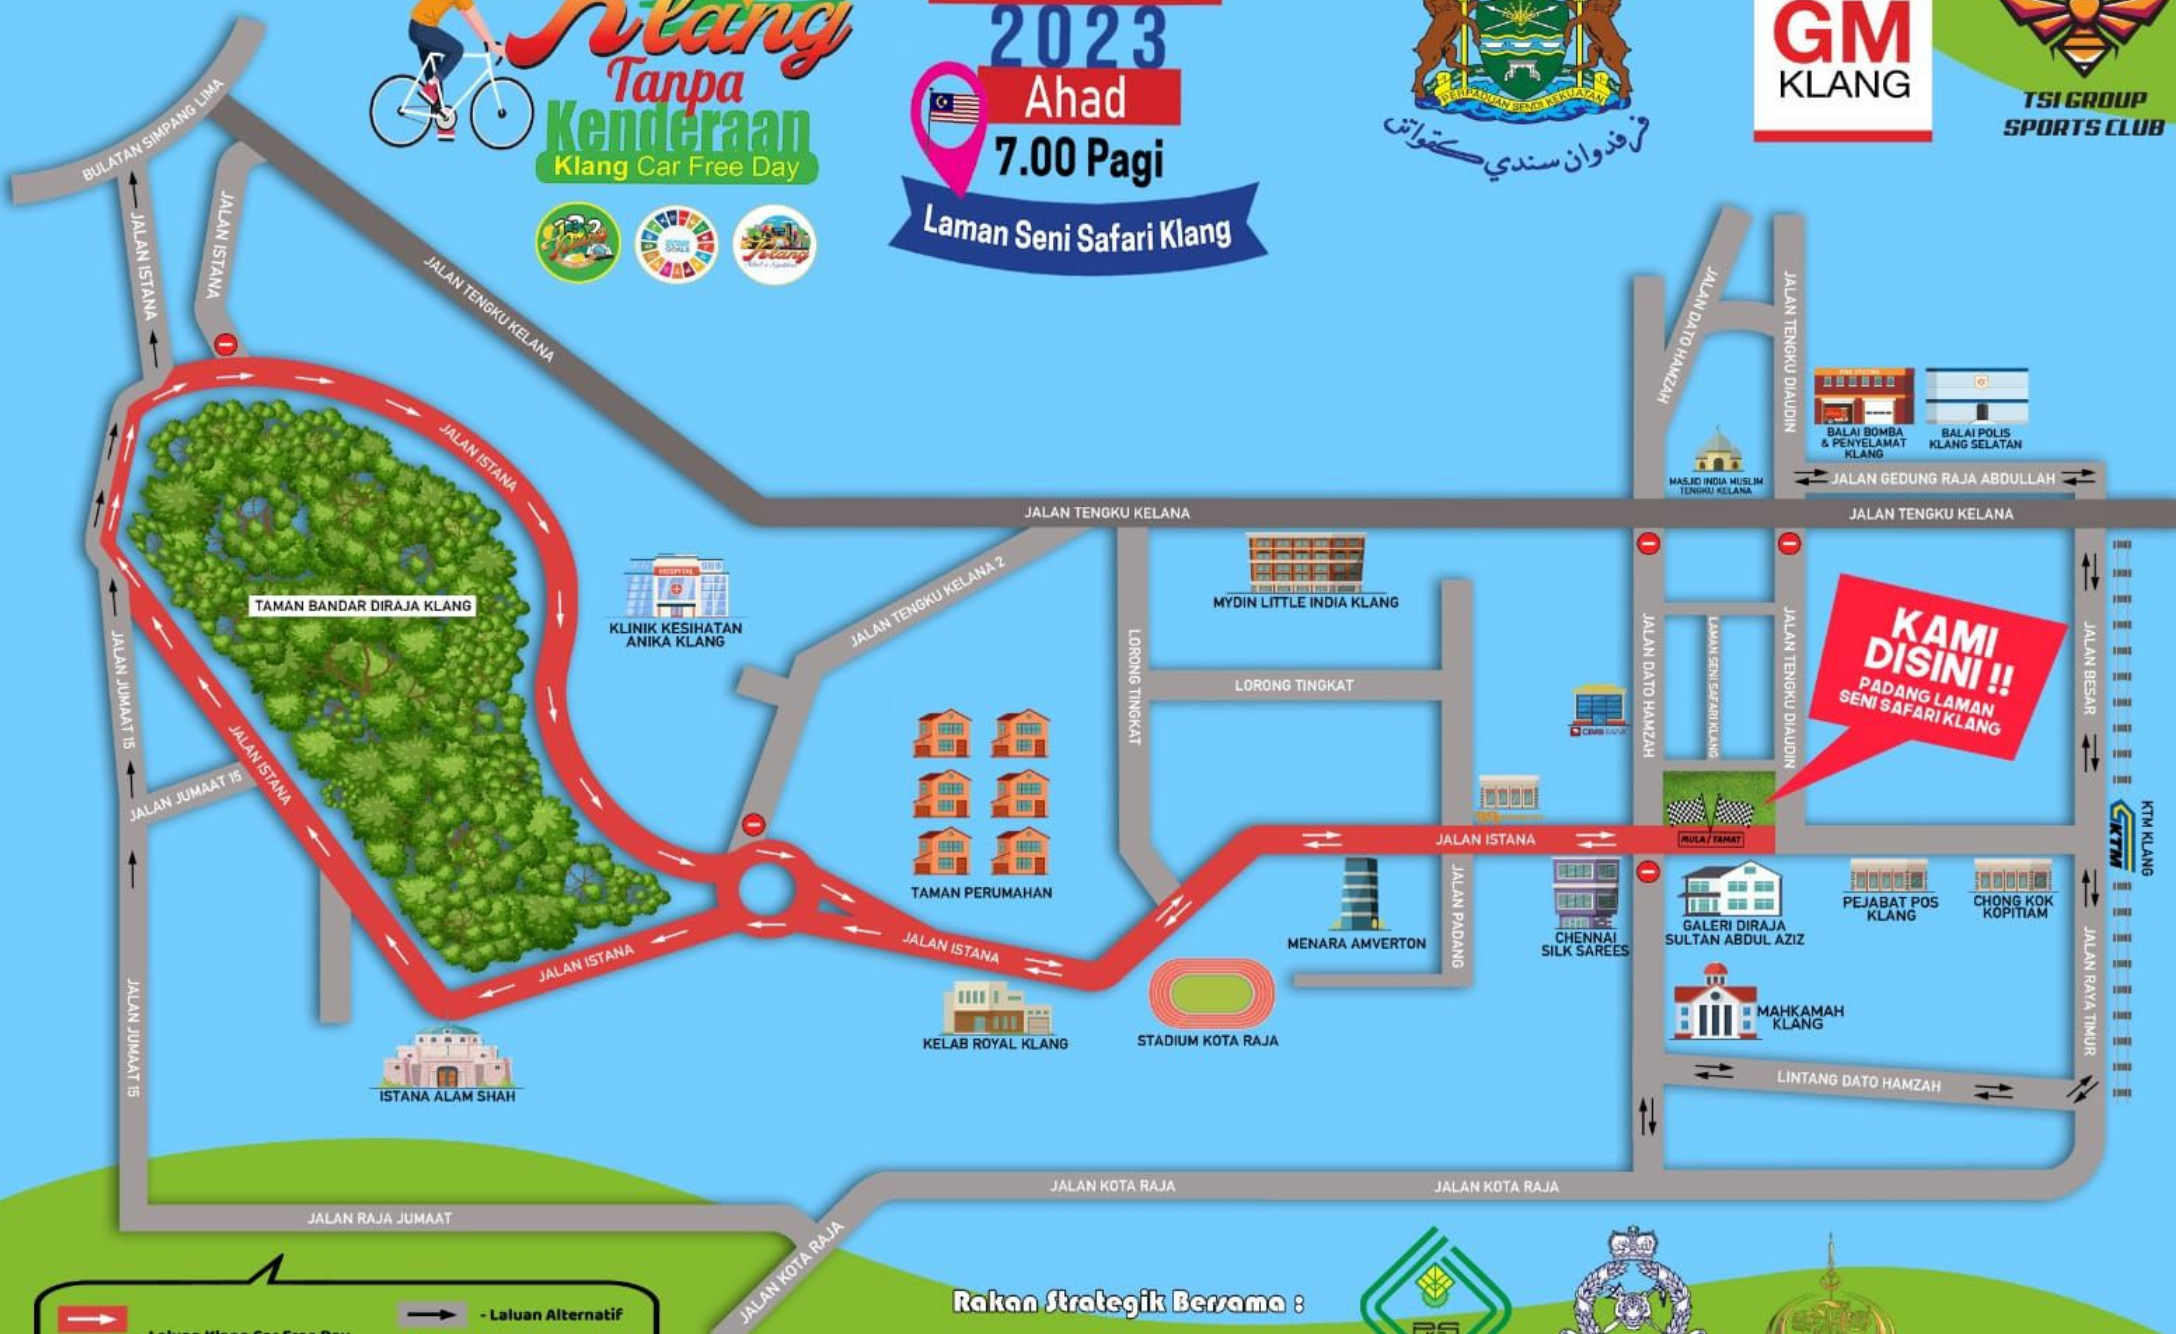 Klang
Tanpa
Kenderaan
Klang Car Free Day
2023
Ahad
7.00 Pagi
Laman Seni Safari Klang
PERPADUAN SENDI KEKUATAN
GM
KLANG
TSI GROUP
SPORTS CLUB
BULATAN SIMPANG LIMA
JALAN ISTANA
JALAN ISTANA
JALAN TENGKU KELANA
JALAN DATO HAMZAH
JALAN TENGKU DIAUDIN
BALAI BOMBA
& PENYELAMAT
KLANG
BALAI POLIS
KLANG SELATAN
MASJID INDIA MUSLIM
TENGKU KELANA
JALAN GEDUNG RAJA ABDULLAH
JALAN TENGKU KELANA
JALAN TENGKU KELANA
JALAN ISTANA
TAMAN BANDAR DIRAJA KLANG
HOSPITAL
KLINIK KESIHATAN
ANIKA KLANG
JALAN TENGKU KELANA 2
MYDIN LITTLE INDIA KLANG
LORONG TINGKAT
LORONG TINGKAT
JALAN DATO HAMZAH
LAMAN SENI SAFARI KLANG
JALAN TENGKU DIAUDIN
KAMI
DISINI !!
PADANG LAMAN
SENI SAFARI KLANG
JALAN BESAR
JALAN JUMAAT 15
JALAN JUMAAT 15
JALAN ISTANA
CIMB BANK
KTM
KTM KLANG
TAMAN PERUMAHAN
JALAN ISTANA
MULA / TAMAT
JALAN ISTANA
JALAN ISTANA
KELAB ROYAL KLANG
STADIUM KOTA RAJA
MENARA AMVERTON
JALAN PADANG
CHENNAI
SILK SAREES
GALERI DIRAJA
SULTAN ABDUL AZIZ
PEJABAT POS
KLANG
CHONG KOK
KOPITIAM
MAHKAMAH
KLANG
JALAN RAYA TIMUR
LINTANG DATO HAMZAH
ISTANA ALAM SHAH
JALAN JUMAAT 15
JALAN KOTA RAJA
JALAN KOTA RAJA
JALAN RAJA JUMAAT
JALAN KOTA RAJA
- Laluan Alternatif
Rakan Strategik Bersama :